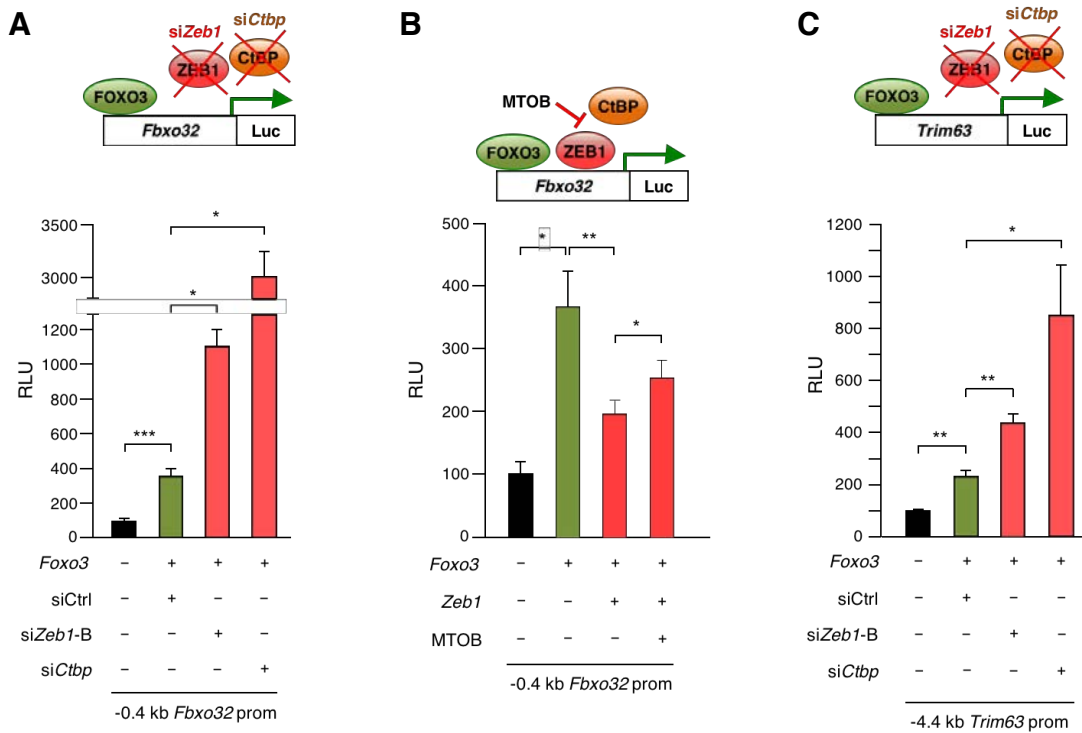 A
siZeb1
siCtbp
ZEB1
CtBP
FOXO3
Fbxo32
Luc
3500
3000
1200
1000
800
600
400
200
0
RLU
***
*
*
Foxo3 – + + +
siCtrl – + – –
siZeb1-B – – + –
siCtbp – – – +
-0.4 kb Fbxo32 prom
B
MTOB
CtBP
FOXO3
ZEB1
Fbxo32
Luc
500
400
300
200
100
0
RLU
*
**
*
Foxo3 – + + +
Zeb1 – – + +
MTOB – – – +
-0.4 kb Fbxo32 prom
C
siZeb1
siCtbp
ZEB1
CtBP
FOXO3
Trim63
Luc
1200
1000
800
600
400
200
0
RLU
**
**
*
Foxo3 – + + +
siCtrl – + – –
siZeb1-B – – + –
siCtbp – – – +
-4.4 kb Trim63 prom